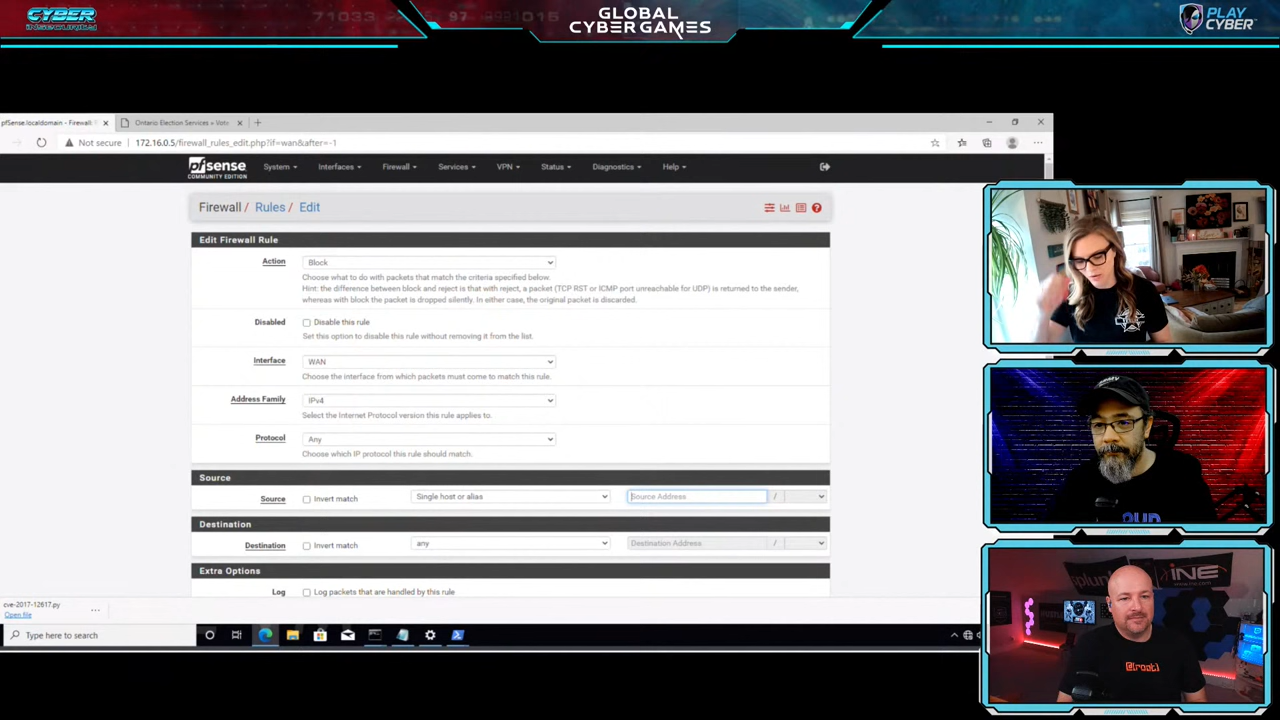 CYBER
INSECURITY
GLOBAL
CYBER GAMES
PLAY
CYBER
pfSense.localdomain - Firewall:
Ontario Election Services » Vote
Not secure
172.16.0.5/firewall_rules_edit.php?if=wan&after=-1
pfsense
COMMUNITY EDITION
System
Interfaces
Firewall
Services
VPN
Status
Diagnostics
Help
Firewall / Rules / Edit
Edit Firewall Rule
Action
Block
Choose what to do with packets that match the criteria specified below.
Hint: the difference between block and reject is that with reject, a packet (TCP RST or ICMP port unreachable for UDP) is returned to the sender,
whereas with block the packet is dropped silently. In either case, the original packet is discarded.
Disabled
Disable this rule
Set this option to disable this rule without removing it from the list.
Interface
WAN
Choose the interface from which packets must come to match this rule.
Address Family
IPv4
Select the Internet Protocol version this rule applies to.
Protocol
Any
Choose which IP protocol this rule should match.
Source
Source
Invert match
Single host or alias
Source Address
/
Destination
Destination
Invert match
any
Destination Address
/
Extra Options
Log
Log packets that are handled by this rule
cve-2017-12617.py
Open file
Type here to search
splunk
INE
@root